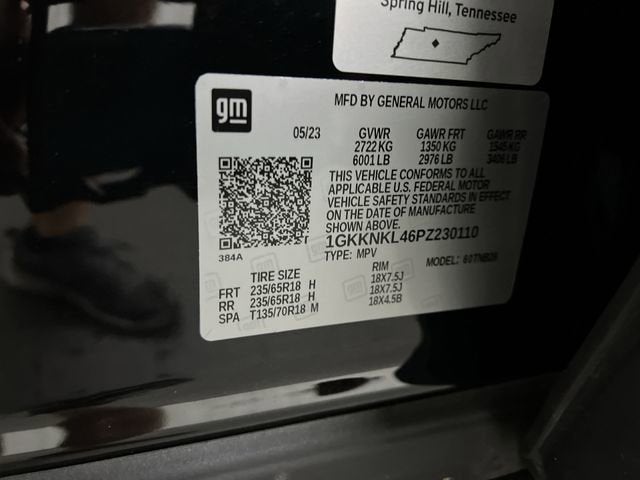 Spring Hill, Tennessee
gm
MFD BY GENERAL MOTORS LLC
05/23 GVWR GAWR FRT GAWR RR
2722 KG 1350 KG 1545 KG
6001 LB 2976 LB 3406 LB
THIS VEHICLE CONFORMS TO ALL
APPLICABLE U.S. FEDERAL MOTOR
VEHICLE SAFETY STANDARDS IN EFFECT
ON THE DATE OF MANUFACTURE
SHOWN ABOVE.
1GKKNKL46PZ230110
384A
TYPE: MPV MODEL: 60TNB26
TIRE SIZE RIM
FRT 235/65R18 H 18X7.5J
RR 235/65R18 H 18X7.5J
SPA T135/70R18 M 18X4.5B